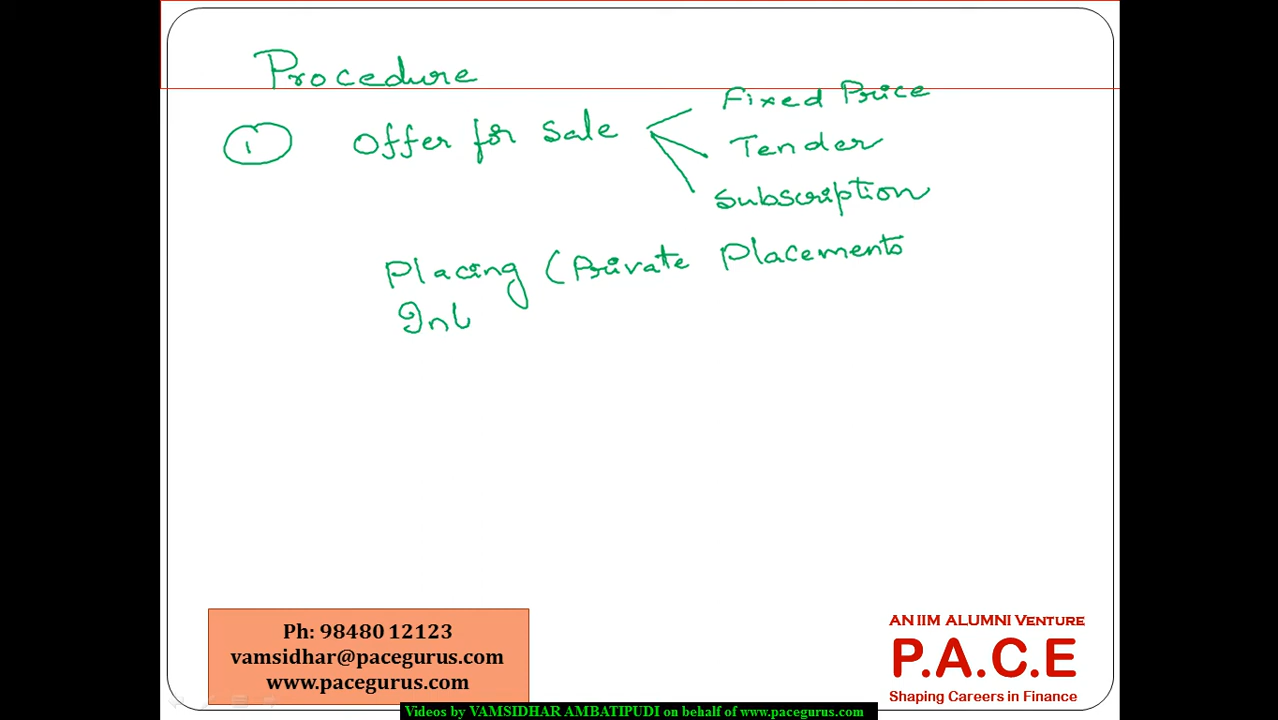 Procedure
1 Offer for Sale
Fixed Price
Tender
Subscription
Placing (Private Placements
Int
Ph: 98480 12123
vamsidhar@pacegurus.com
www.pacegurus.com
AN IIM ALUMNI VENTURE
P.A.C.E
Shaping Careers in Finance
Videos by VAMSIDHAR AMBATIPUDI on behalf of www.pacegurus.com